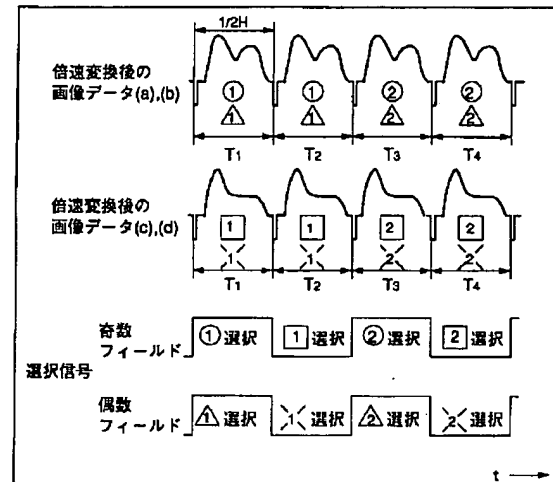 1/2H
倍速変換後の
画像データ(a),(b)
① ① ② ②
1 1 2 2
T1 T2 T3 T4
倍速変換後の
画像データ(c),(d)
1 1 2 2
1 1 2 2
T1 T2 T3 T4
奇数
フィールド
①選択 1選択 ②選択 2選択
選択信号
偶数
フィールド
1選択 1選択 2選択 2選択
t